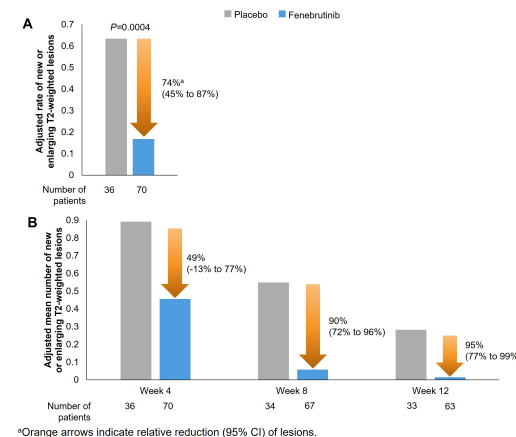 Placebo Fenebrutinib
A
Adjusted rate of new or
enlarging T2-weighted lesions
0.7
0.6
0.5
0.4
0.3
0.2
0.1
0
P=0.0004
74%ᵃ
(45% to 87%)
Number of
patients
36 70
B
Adjusted mean number of new
or enlarging T2-weighted lesions
0.9
0.8
0.7
0.6
0.5
0.4
0.3
0.2
0.1
0
49%
(-13% to 77%)
90%
(72% to 96%)
95%
(77% to 99%
Week 4 Week 8 Week 12
Number of
patients
36 70 34 67 33 63
ᵃOrange arrows indicate relative reduction (95% CI) of lesions.